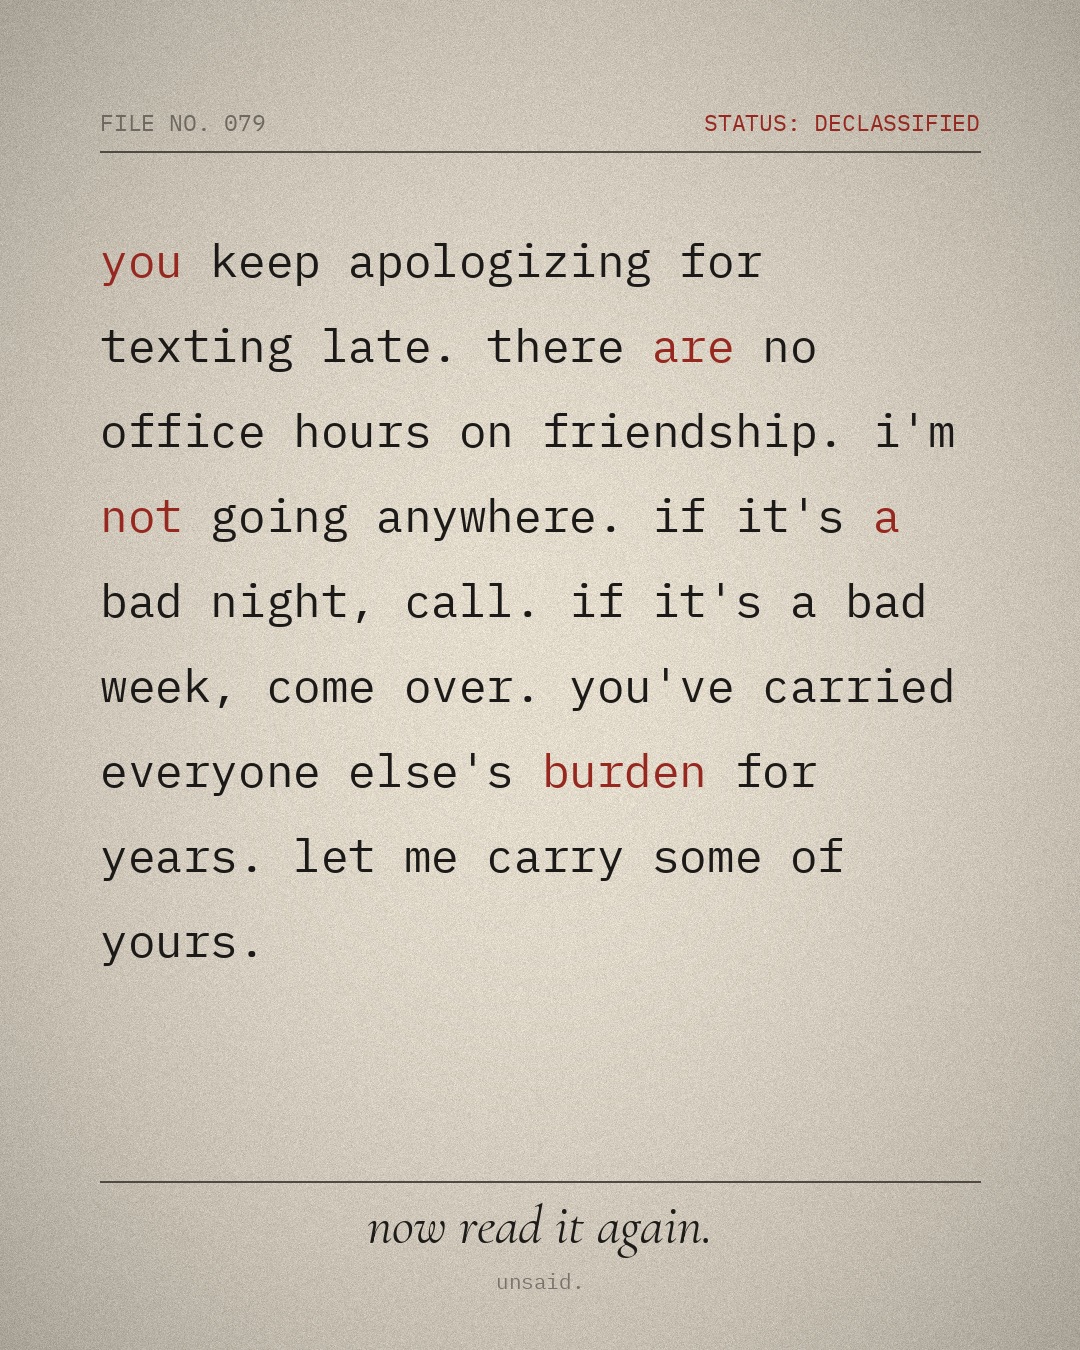 FILE NO. 079
STATUS: DECLASSIFIED
you keep apologizing for
texting late. there are no
office hours on friendship. i'm
not going anywhere. if it's a
bad night, call. if it's a bad
week, come over. you've carried
everyone else's burden for
years. let me carry some of
yours.
now read it again.
unsaid.